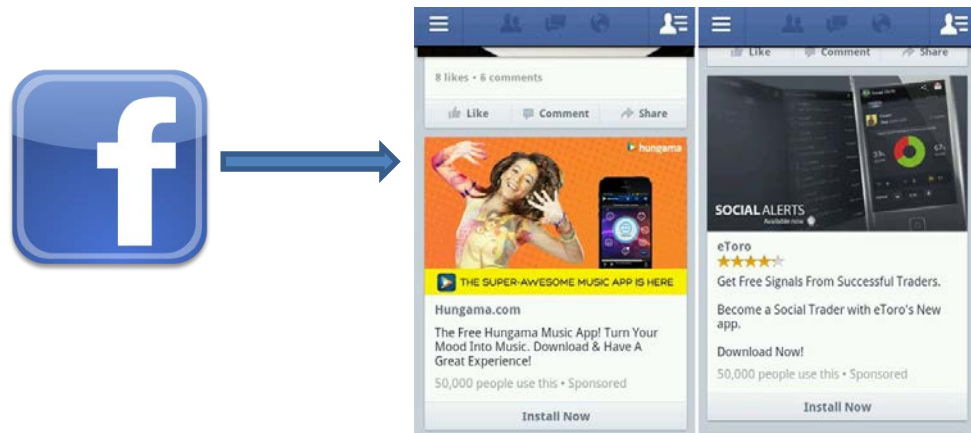 f
8 likes • 6 comments
Like Comment Share
hungama
THE SUPER-AWESOME MUSIC APP IS HERE
Hungama.com
The Free Hungama Music App! Turn Your
Mood Into Music. Download & Have A
Great Experience!
50,000 people use this • Sponsored
Install Now
Like Comment Share
SOCIAL ALERTS
Available now
eToro
Get Free Signals From Successful Traders.
Become a Social Trader with eToro's New
app.
Download Now!
50,000 people use this • Sponsored
Install Now